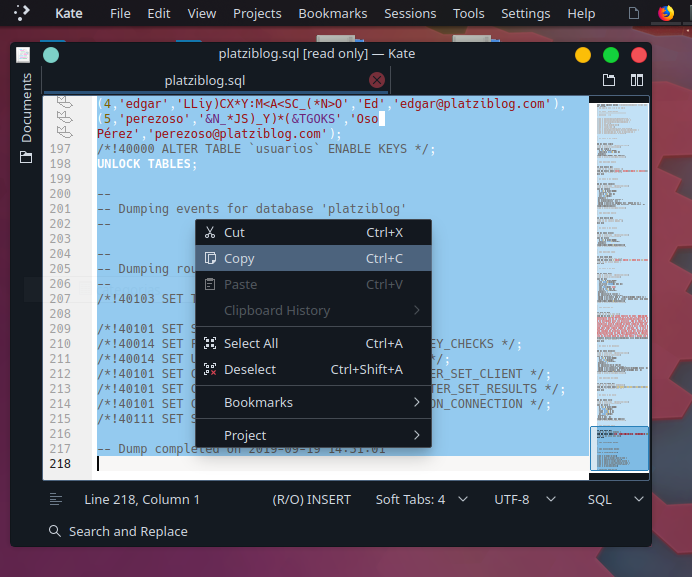 Kate File Edit View Projects Bookmarks Sessions Tools Settings Help
platziblog.sql [read only] — Kate
Documents
platziblog.sql
(4,'edgar','LLiy)CX*Y:M<A<SC_(*N>O','Ed','edgar@platziblog.com'),
(5,'perezoso','&N_*JS)_Y)*(&TGOKS','Oso
Pérez','perezoso@platziblog.com');
197 /*!40000 ALTER TABLE `usuarios` ENABLE KEYS */;
198 UNLOCK TABLES;
199
200 --
201 -- Dumping events for database 'platziblog'
202 --
203
204 --
205 -- Dumping rou
206 --
207 /*!40103 SET T
208
209 /*!40101 SET S
210 /*!40014 SET F EY_CHECKS */;
211 /*!40014 SET U */;
212 /*!40101 SET C ER_SET_CLIENT */;
213 /*!40101 SET C TER_SET_RESULTS */;
214 /*!40101 SET C ON_CONNECTION */;
215 /*!40111 SET S
216
217 -- Dump completed on 2019-09-19 14:31:01
218
Cut Ctrl+X
Copy Ctrl+C
Paste Ctrl+V
Clipboard History
Select All Ctrl+A
Deselect Ctrl+Shift+A
Bookmarks
Project
Line 218, Column 1 (R/O) INSERT Soft Tabs: 4 UTF-8 SQL
Search and Replace